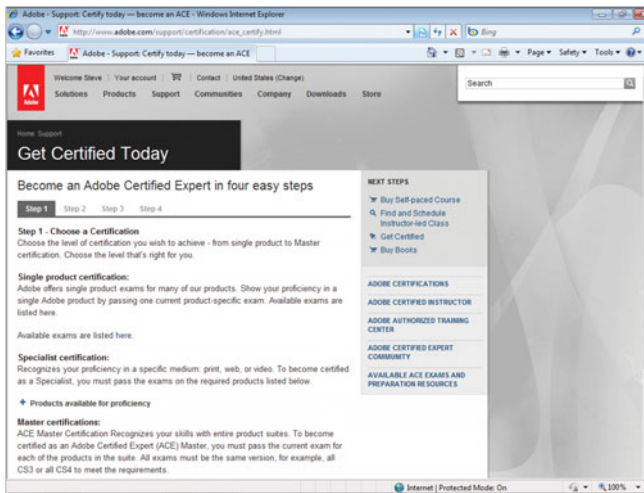 Adobe - Support: Certify today — become an ACE - Windows Internet Explorer
http://www.adobe.com/support/certification/ace_certify.html
Bing
Favorites
Adobe - Support: Certify today — become an ACE
Page
Safety
Tools
Adobe
Welcome Steve | Your account | Contact | United States (Change)
Solutions Products Support Communities Company Downloads Store
Search
Home Support
Get Certified Today
Become an Adobe Certified Expert in four easy steps
Step 1 Step 2 Step 3 Step 4
Step 1 - Choose a Certification
Choose the level of certification you wish to achieve - from single product to Master
certification. Choose the level that's right for you.
Single product certification:
Adobe offers single product exams for many of our products. Show your proficiency in a
single Adobe product by passing one current product-specific exam. Available exams are
listed here.
Available exams are listed here.
Specialist certification:
Recognizes your proficiency in a specific medium: print, web, or video. To become certified
as a Specialist, you must pass the exams on the required products listed below.
+ Products available for proficiency
Master certifications:
ACE Master Certification Recognizes your skills with entire product suites. To become
certified as an Adobe Certified Expert (ACE) Master, you must pass the current exam for
each of the products in the suite. All exams must be the same version, for example, all
CS3 or all CS4 to meet the requirements.
NEXT STEPS
Buy Self-paced Course
Find and Schedule
Instructor-led Class
Get Certified
Buy Books
ADOBE CERTIFICATIONS
ADOBE CERTIFIED INSTRUCTOR
ADOBE AUTHORIZED TRAINING
CENTER
ADOBE CERTIFIED EXPERT
COMMUNITY
AVAILABLE ACE EXAMS AND
PREPARATION RESOURCES
Internet | Protected Mode: On
100%